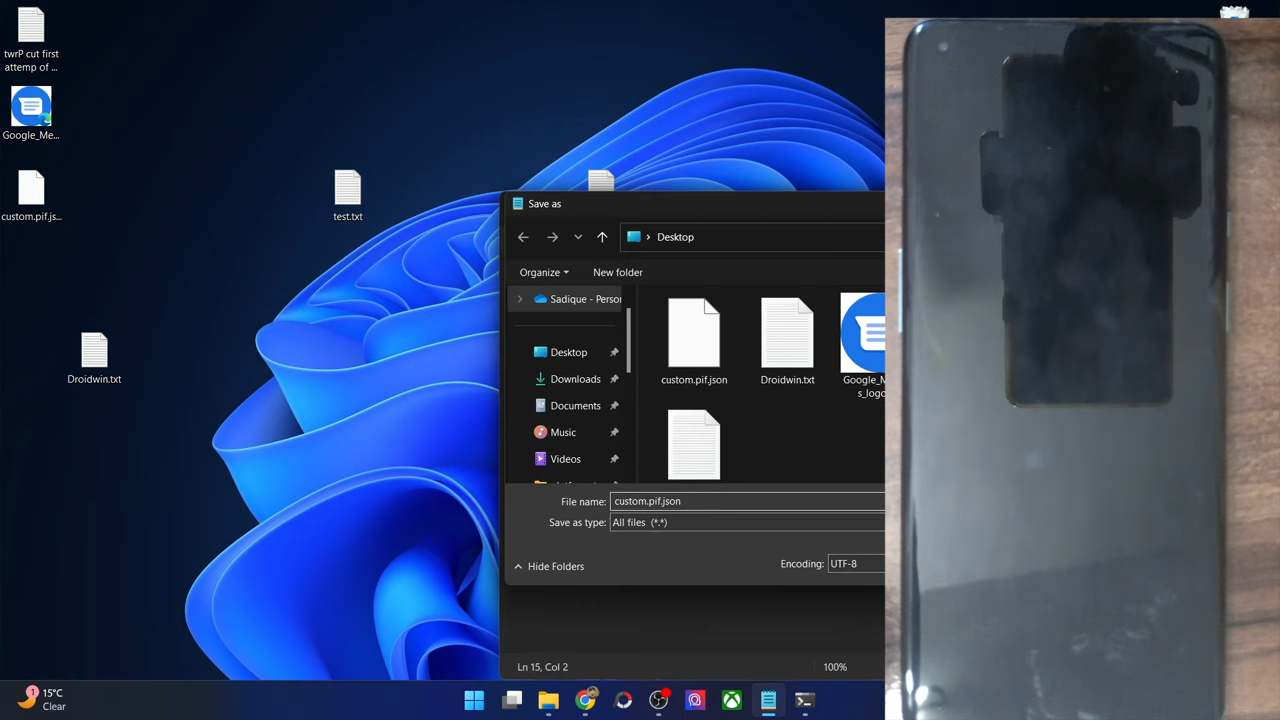 twrP cut first
attemp of ...
Google_Me...
custom.pif.js...
test.txt
Droidwin.txt
Save as
Desktop
Organize
New folder
Sadique - Person
Desktop
Downloads
Documents
Music
Videos
custom.pif.json
Droidwin.txt
Google_M
s_logo
File name:
custom.pif.json
Save as type:
All files (*.*)
Hide Folders
Encoding:
UTF-8
Ln 15, Col 2
100%
1
15°C
Clear